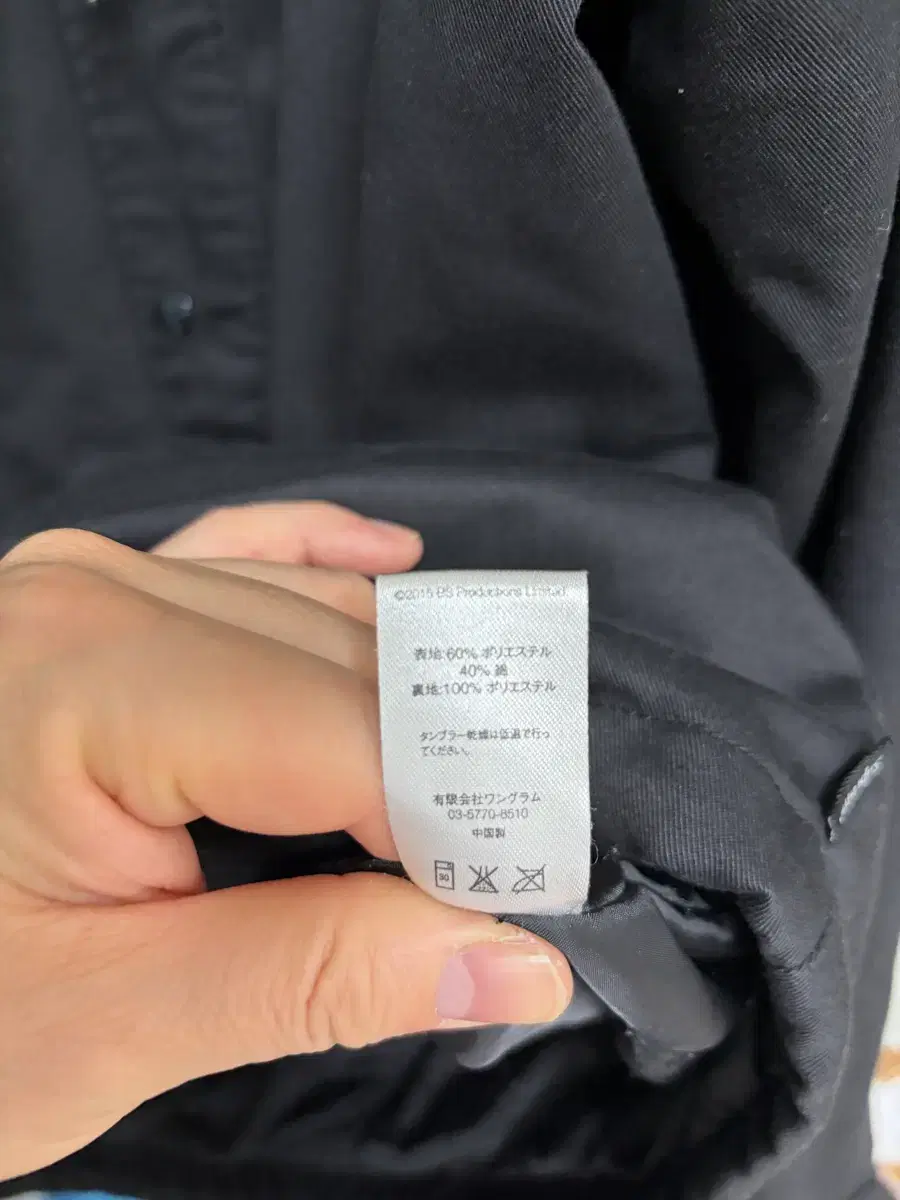 ©2015 BS Productions Limited
表地:60% ポリエステル
40% 綿
裏地:100% ポリエステル
タンブラー乾燥は低温で行っ
てください。
有限会社ワングラム
03-5770-8510
中国製
30